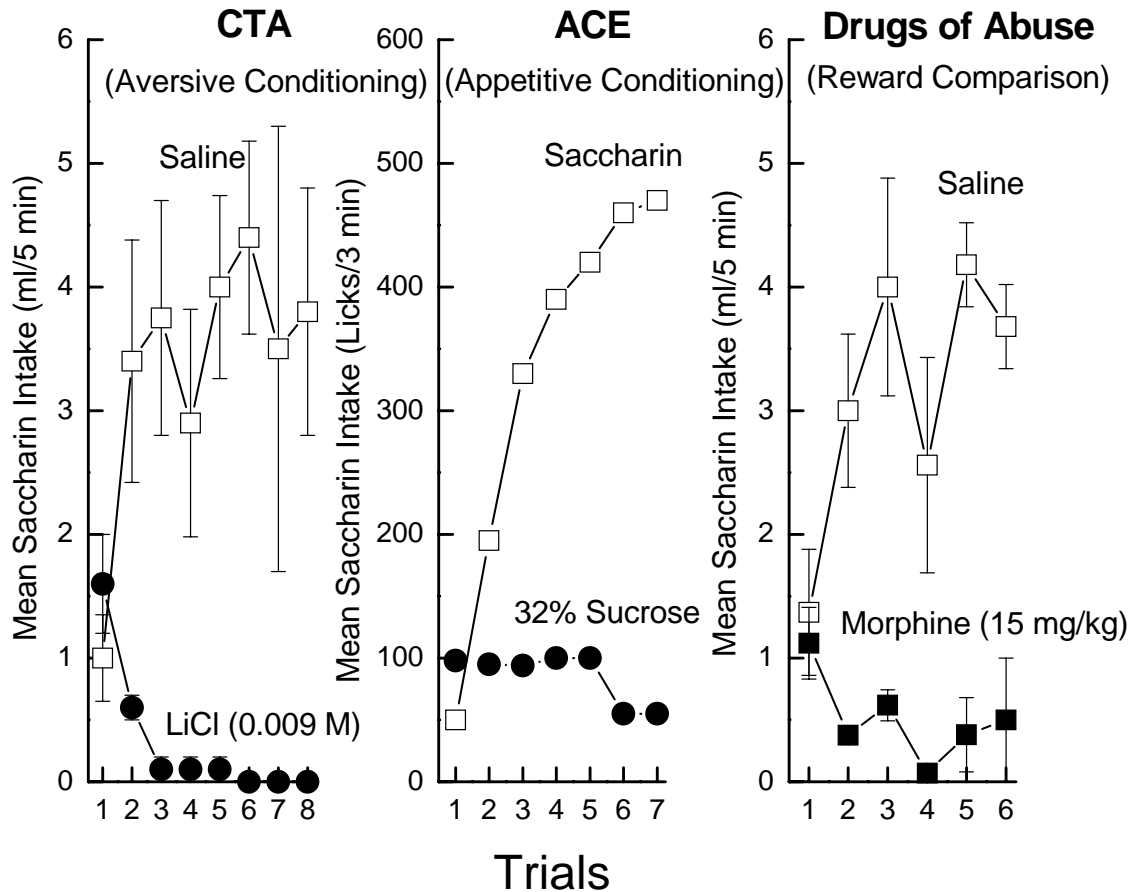 CTA
(Aversive Conditioning)
Mean Saccharin Intake (ml/5 min)
6
5
4
3
2
1
0
Saline
LiCl (0.009 M)
1 2 3 4 5 6 7 8
ACE
(Appetitive Conditioning)
Mean Saccharin Intake (Licks/3 min)
600
500
400
300
200
100
0
Saccharin
32% Sucrose
1 2 3 4 5 6 7
Drugs of Abuse
(Reward Comparison)
Mean Saccharin Intake (ml/5 min)
6
5
4
3
2
1
0
Saline
Morphine (15 mg/kg)
1 2 3 4 5 6
Trials